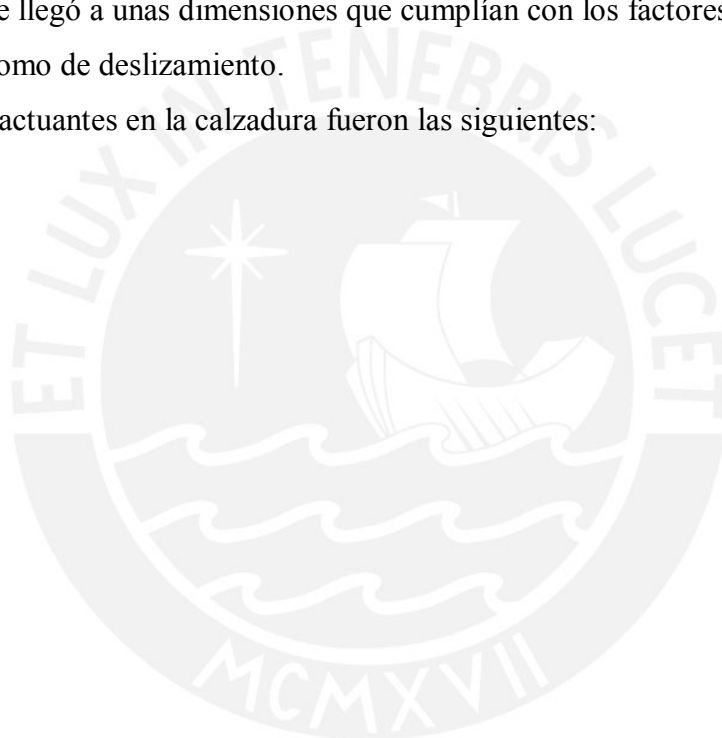 e llegó a unas dimensiones que cumplían con los factores
omo de deslizamiento.
actuantes en la calzadura fueron las siguientes:
ET LUX IN TENEBRIS LUCET
MCMXVII